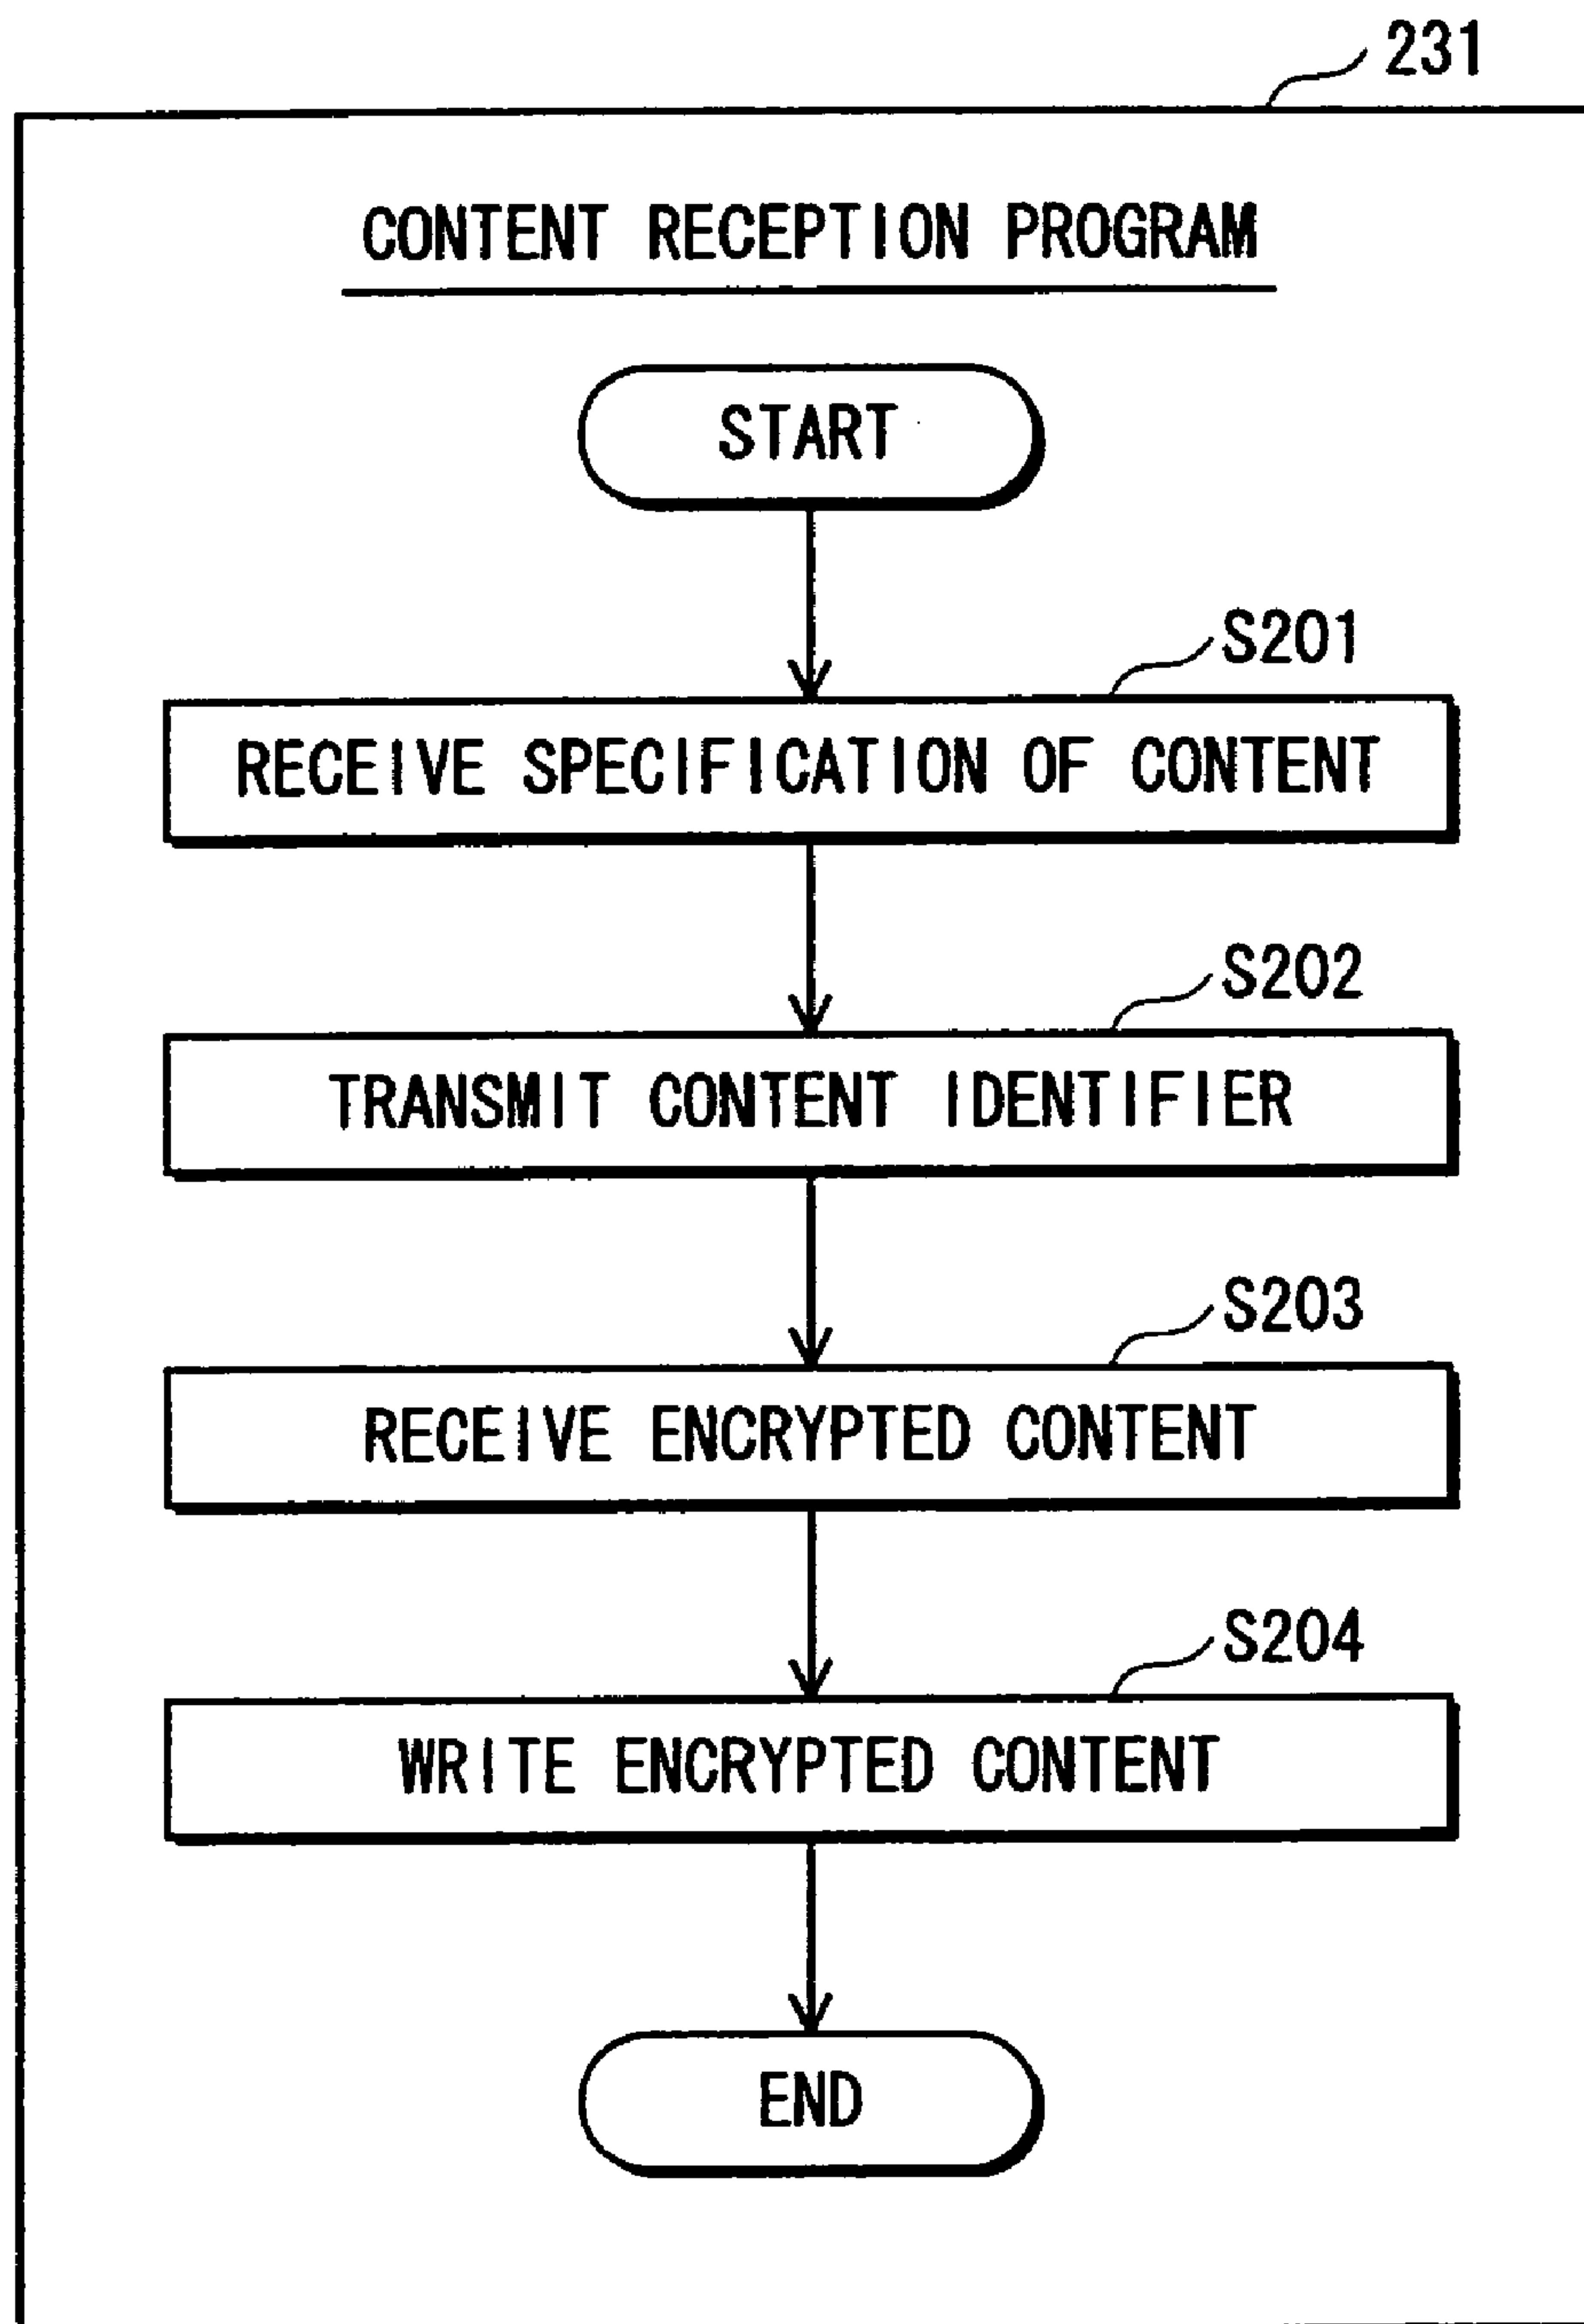 231
CONTENT RECEPTION PROGRAM
START
S201
RECEIVE SPECIFICATION OF CONTENT
S202
TRANSMIT CONTENT IDENTIFIER
S203
RECEIVE ENCRYPTED CONTENT
S204
WRITE ENCRYPTED CONTENT
END